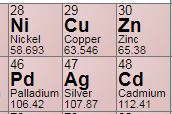 28 29 30
Ni Cu Zn
Nickel Copper Zinc
58.693 63.546 65.38
46 47 48
Pd Ag Cd
Palladium Silver Cadmium
106.42 107.87 112.41